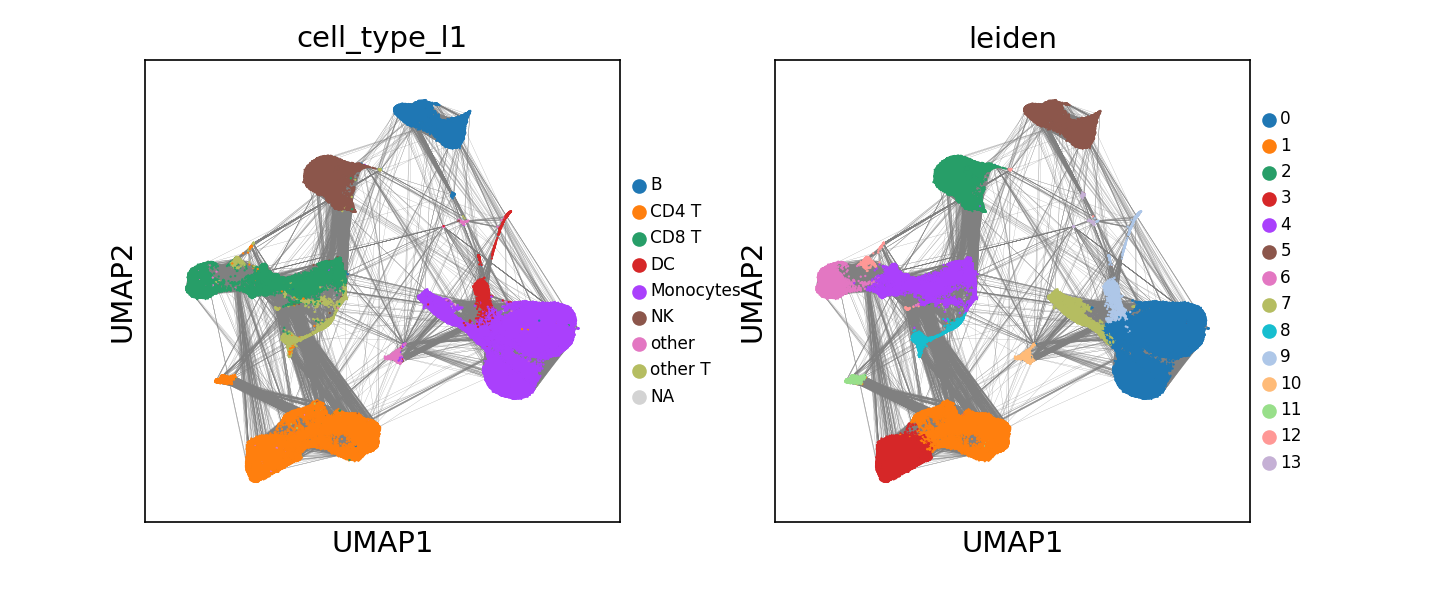 cell_type_l1
UMAP2
UMAP1
B
CD4 T
CD8 T
DC
Monocytes
NK
other
other T
NA
leiden
UMAP2
UMAP1
0
1
2
3
4
5
6
7
8
9
10
11
12
13